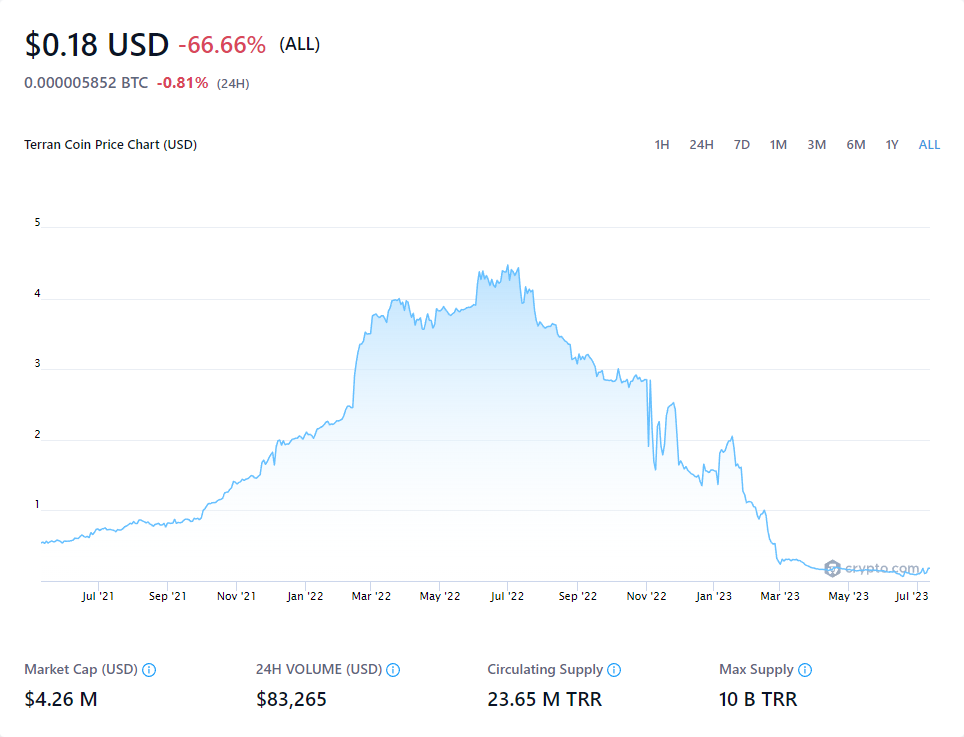 $0.18 USD -66.66% (ALL)
0.000005852 BTC -0.81% (24H)
Terran Coin Price Chart (USD) 1H 24H 7D 1M 3M 6M 1Y ALL
5
4
3
2
1
crypto.com
Jul '21 Sep '21 Nov '21 Jan '22 Mar '22 May '22 Jul '22 Sep '22 Nov '22 Jan '23 Mar '23 May '23 Jul '23
Market Cap (USD) 24H VOLUME (USD) Circulating Supply Max Supply
$4.26 M $83,265 23.65 M TRR 10 B TRR